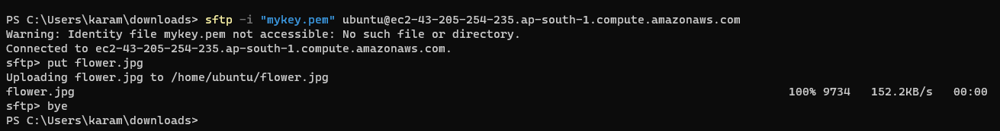 PS C:\Users\karam\downloads> sftp -i "mykey.pem" ubuntu@ec2-43-205-254-235.ap-south-1.compute.amazonaws.com
Warning: Identity file mykey.pem not accessible: No such file or directory.
Connected to ec2-43-205-254-235.ap-south-1.compute.amazonaws.com.
sftp> put flower.jpg
Uploading flower.jpg to /home/ubuntu/flower.jpg
flower.jpg 100% 9734 152.2KB/s 00:00
sftp> bye
PS C:\Users\karam\downloads>